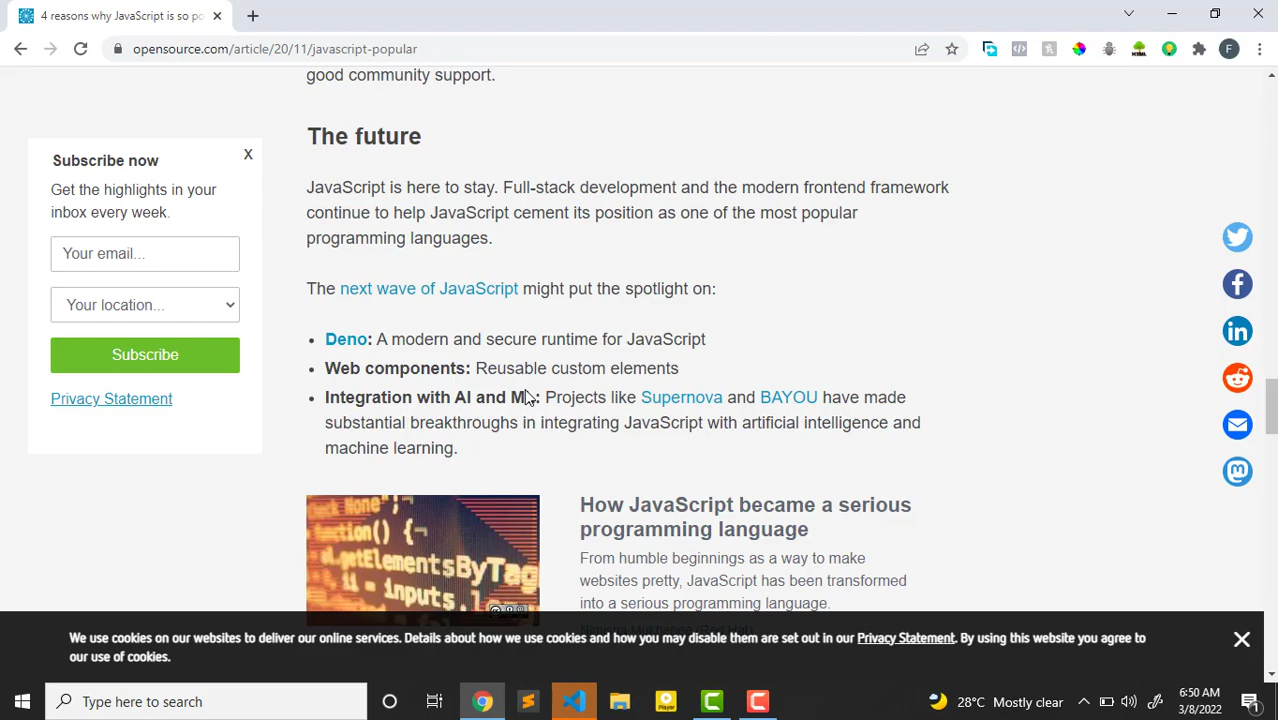 4 reasons why JavaScript is so po
opensource.com/article/20/11/javascript-popular
F
good community support.
The future
X
Subscribe now
Get the highlights in your
inbox every week.
Your email...
Your location...
Subscribe
Privacy Statement
JavaScript is here to stay. Full-stack development and the modern frontend framework
continue to help JavaScript cement its position as one of the most popular
programming languages.
The next wave of JavaScript might put the spotlight on:
Deno: A modern and secure runtime for JavaScript
Web components: Reusable custom elements
Integration with AI and ML: Projects like Supernova and BAYOU have made
substantial breakthroughs in integrating JavaScript with artificial intelligence and
machine learning.
How JavaScript became a serious
programming language
From humble beginnings as a way to make
websites pretty, JavaScript has been transformed
into a serious programming language.
function() {
.getElementsByTag
= inputs.
We use cookies on our websites to deliver our online services. Details about how we use cookies and how you may disable them are set out in our Privacy Statement. By using this website you agree to
our use of cookies.
Type here to search
28°C Mostly clear
6:50 AM
3/8/2022